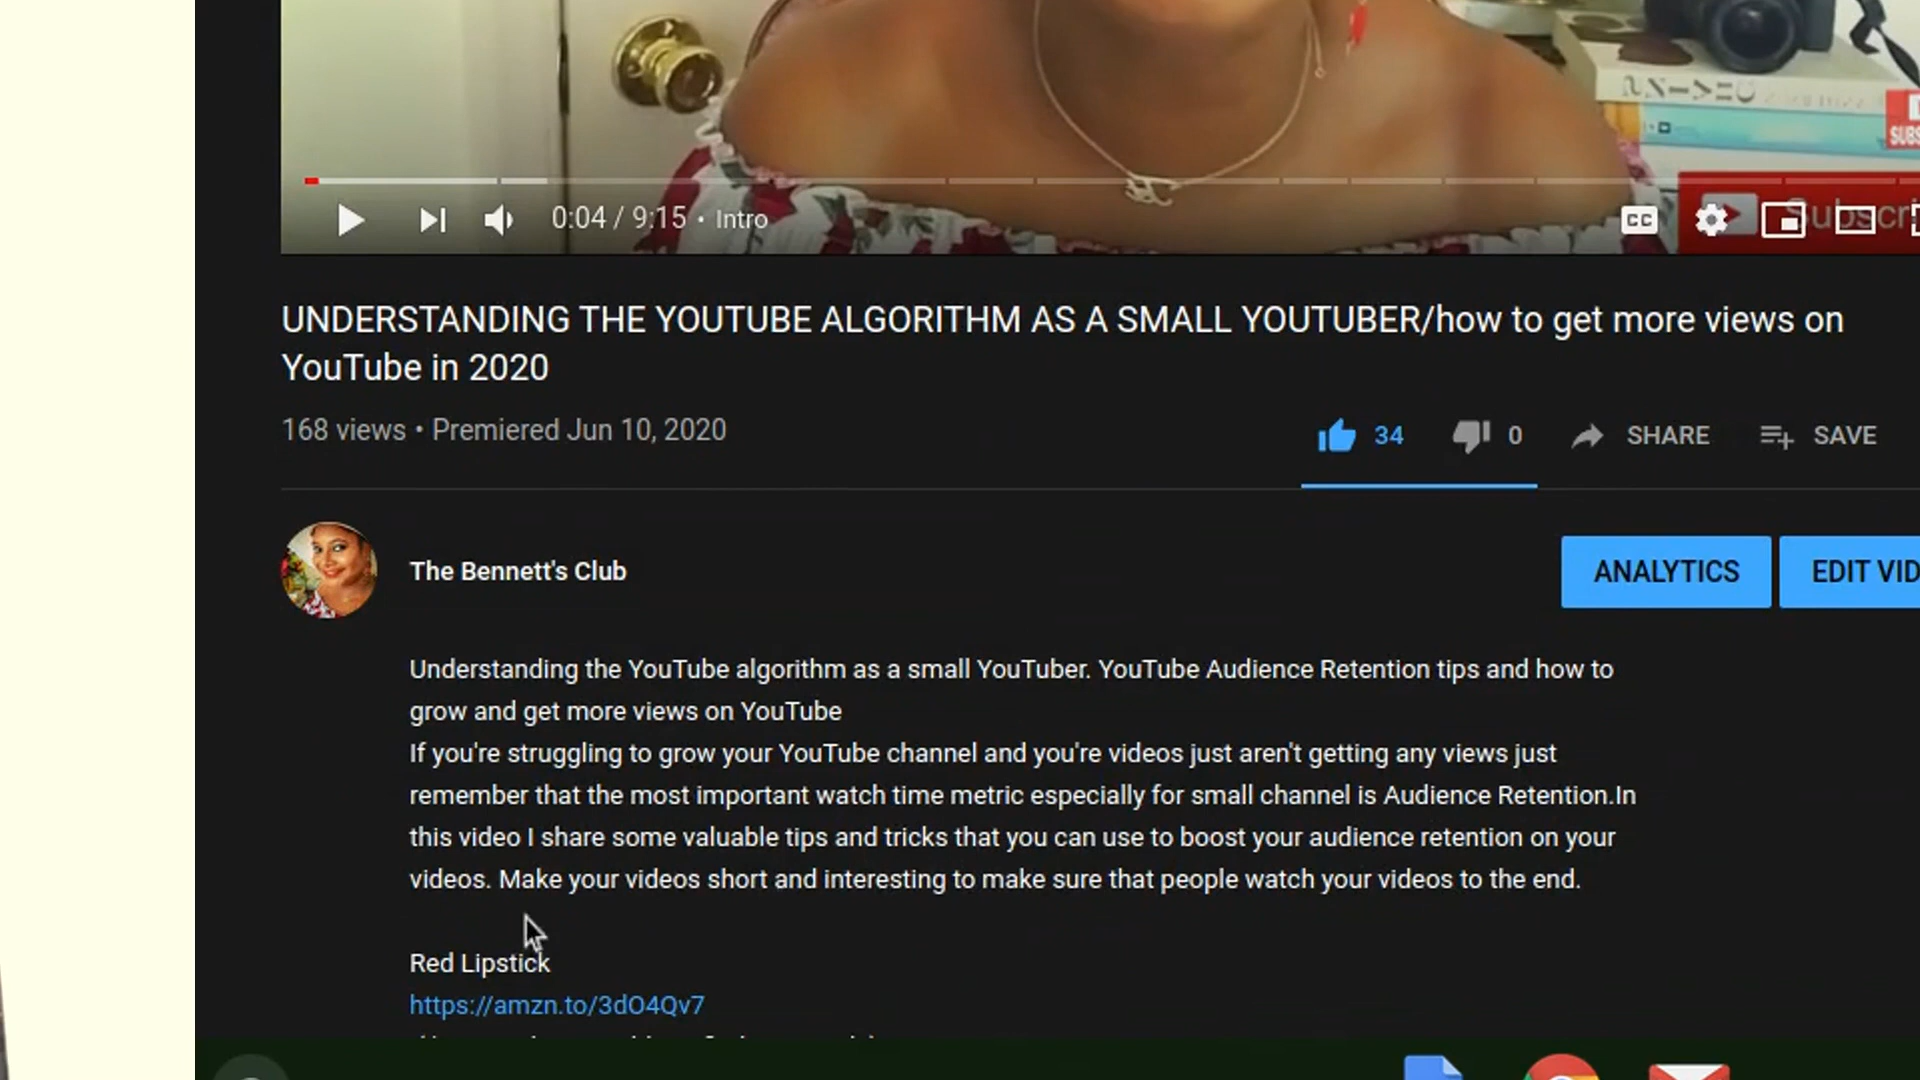 SUBS
0:04 / 9:15 • Intro
CC
Subscri
UNDERSTANDING THE YOUTUBE ALGORITHM AS A SMALL YOUTUBER/how to get more views on
YouTube in 2020
168 views • Premiered Jun 10, 2020
34
0
SHARE
SAVE
The Bennett's Club
ANALYTICS
EDIT VID
Understanding the YouTube algorithm as a small YouTuber. YouTube Audience Retention tips and how to
grow and get more views on YouTube
If you're struggling to grow your YouTube channel and you're videos just aren't getting any views just
remember that the most important watch time metric especially for small channel is Audience Retention.In
this video I share some valuable tips and tricks that you can use to boost your audience retention on your
videos. Make your videos short and interesting to make sure that people watch your videos to the end.
Red Lipstick
https://amzn.to/3dO4Qv7